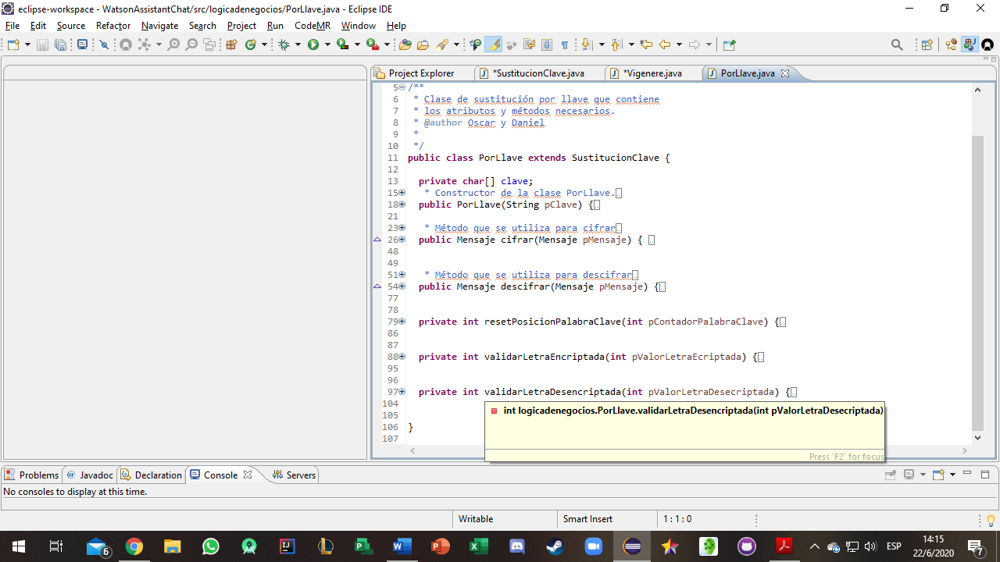 eclipse-workspace - WatsonAssistantChat/src/logicadenegocios/PorLlave.java - Eclipse IDE
File Edit Source Refactor Navigate Search Project Run CodeMR Window Help
Project Explorer *SustitucionClave.java *Vigenere.java PorLlave.java
5 /**
6 * Clase de sustitución por llave que contiene
7 * los atributos y métodos necesarios.
8 * @author Oscar y Daniel
9 *
10 */
11 public class PorLlave extends SustitucionClave {
12
13 private char[] clave;
15 * Constructor de la clase PorLlave.
18 public PorLlave(String pClave) {
21
23 * Método que se utiliza para cifrar
26 public Mensaje cifrar(Mensaje pMensaje) {
48
49
51 * Método que se utiliza para descifrar
54 public Mensaje descifrar(Mensaje pMensaje) {
77
78
79 private int resetPosicionPalabraClave(int pContadorPalabraClave) {
86
87
88 private int validarLetraEncriptada(int pValorLetraEcriptada) {
95
96
97 private int validarLetraDesencriptada(int pValorLetraDesecriptada) {
104
int logicadenegocios.PorLlave.validarLetraDesencriptada(int pValorLetraDesecriptada)
105
106 }
107
Press 'F2' for focus
Problems @ Javadoc Declaration Console Servers
No consoles to display at this time.
Writable Smart Insert 1 : 1 : 0
6
ESP
14:15
22/6/2020
7